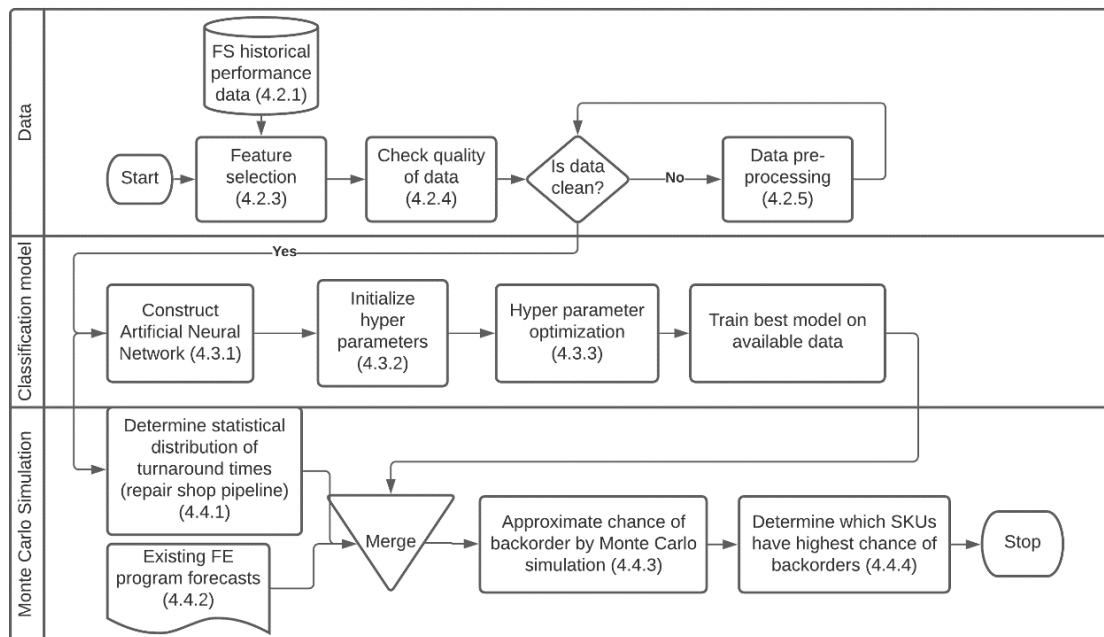 Data
FS historical
performance
data (4.2.1)
Start
Feature
selection
(4.2.3)
Check quality
of data
(4.2.4)
Is data
clean?
No
Data pre-
processing
(4.2.5)
Yes
Classification model
Construct
Artificial Neural
Network (4.3.1)
Initialize
hyper
parameters
(4.3.2)
Hyper parameter
optimization
(4.3.3)
Train best model on
available data
Monte Carlo Simulation
Determine statistical
distribution of
turnaround times
(repair shop pipeline)
(4.4.1)
Existing FE
program forecasts
(4.4.2)
Merge
Approximate chance of
backorder by Monte Carlo
simulation (4.4.3)
Determine which SKUs
have highest chance of
backorders (4.4.4)
Stop